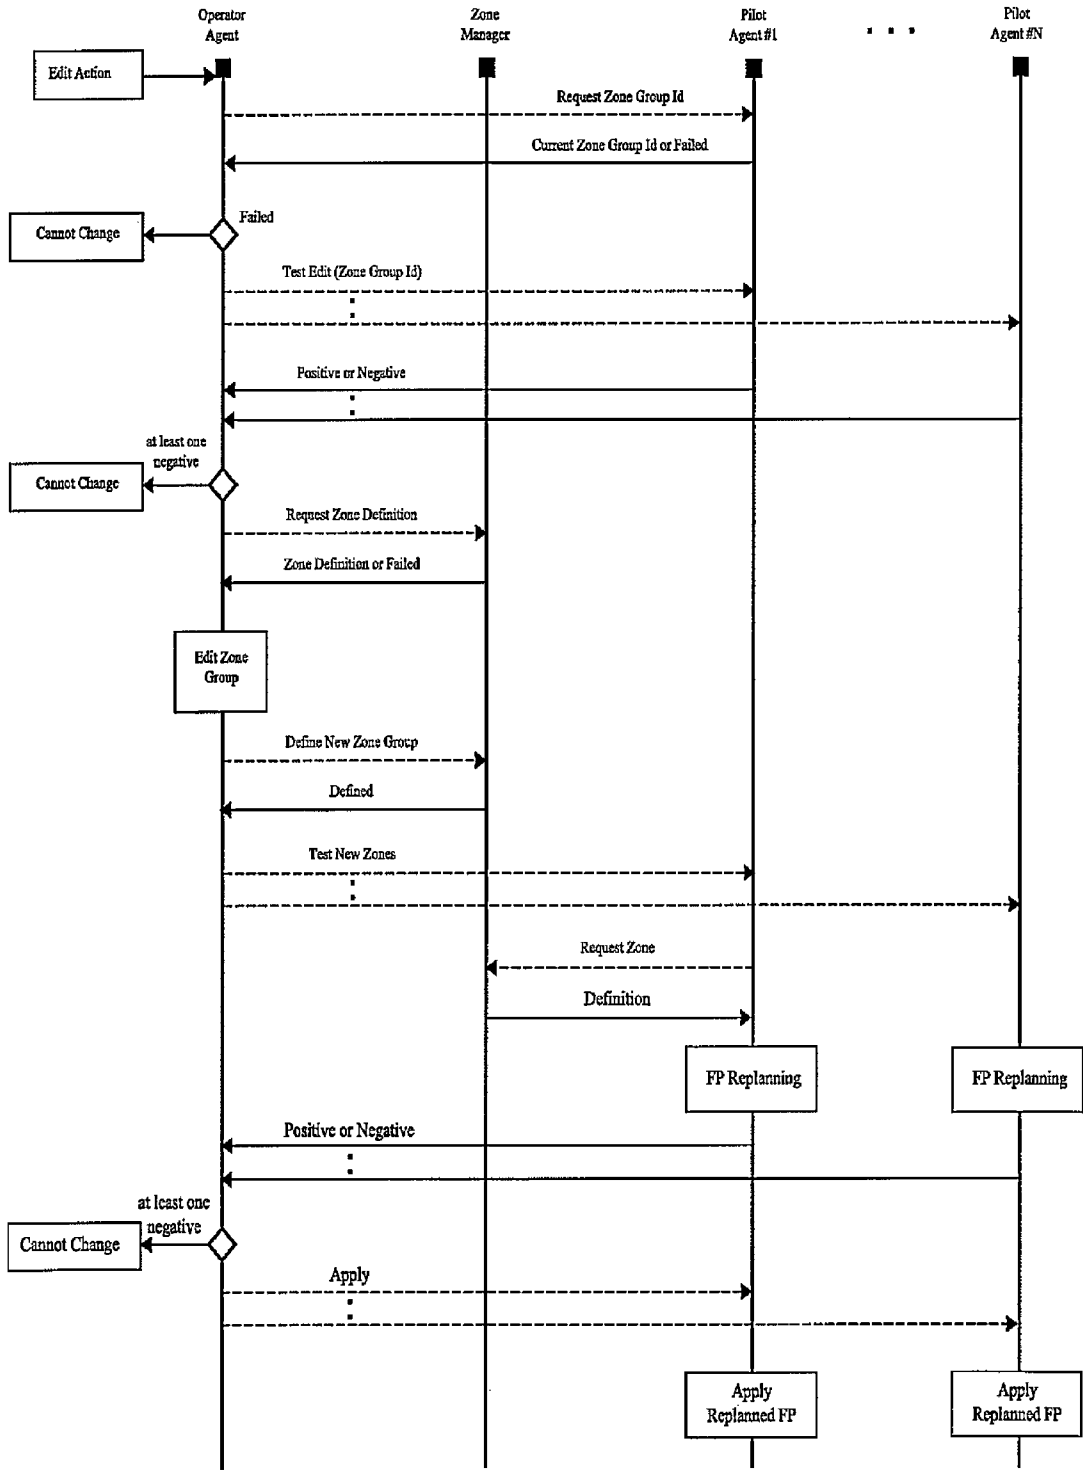 Operator
Agent
Zone
Manager
Pilot
Agent #1
Pilot
Agent #N
Edit Action
Request Zone Group Id
Current Zone Group Id or Failed
Failed
Cannot Change
Test Edit (Zone Group Id)
Positive or Negative
at least one
negative
Cannot Change
Request Zone Definition
Zone Definition or Failed
Edit Zone
Group
Define New Zone Group
Defined
Test New Zones
Request Zone
Definition
FP Replanning
FP Replanning
Positive or Negative
at least one
negative
Cannot Change
Apply
Apply
Replanned FP
Apply
Replanned FP